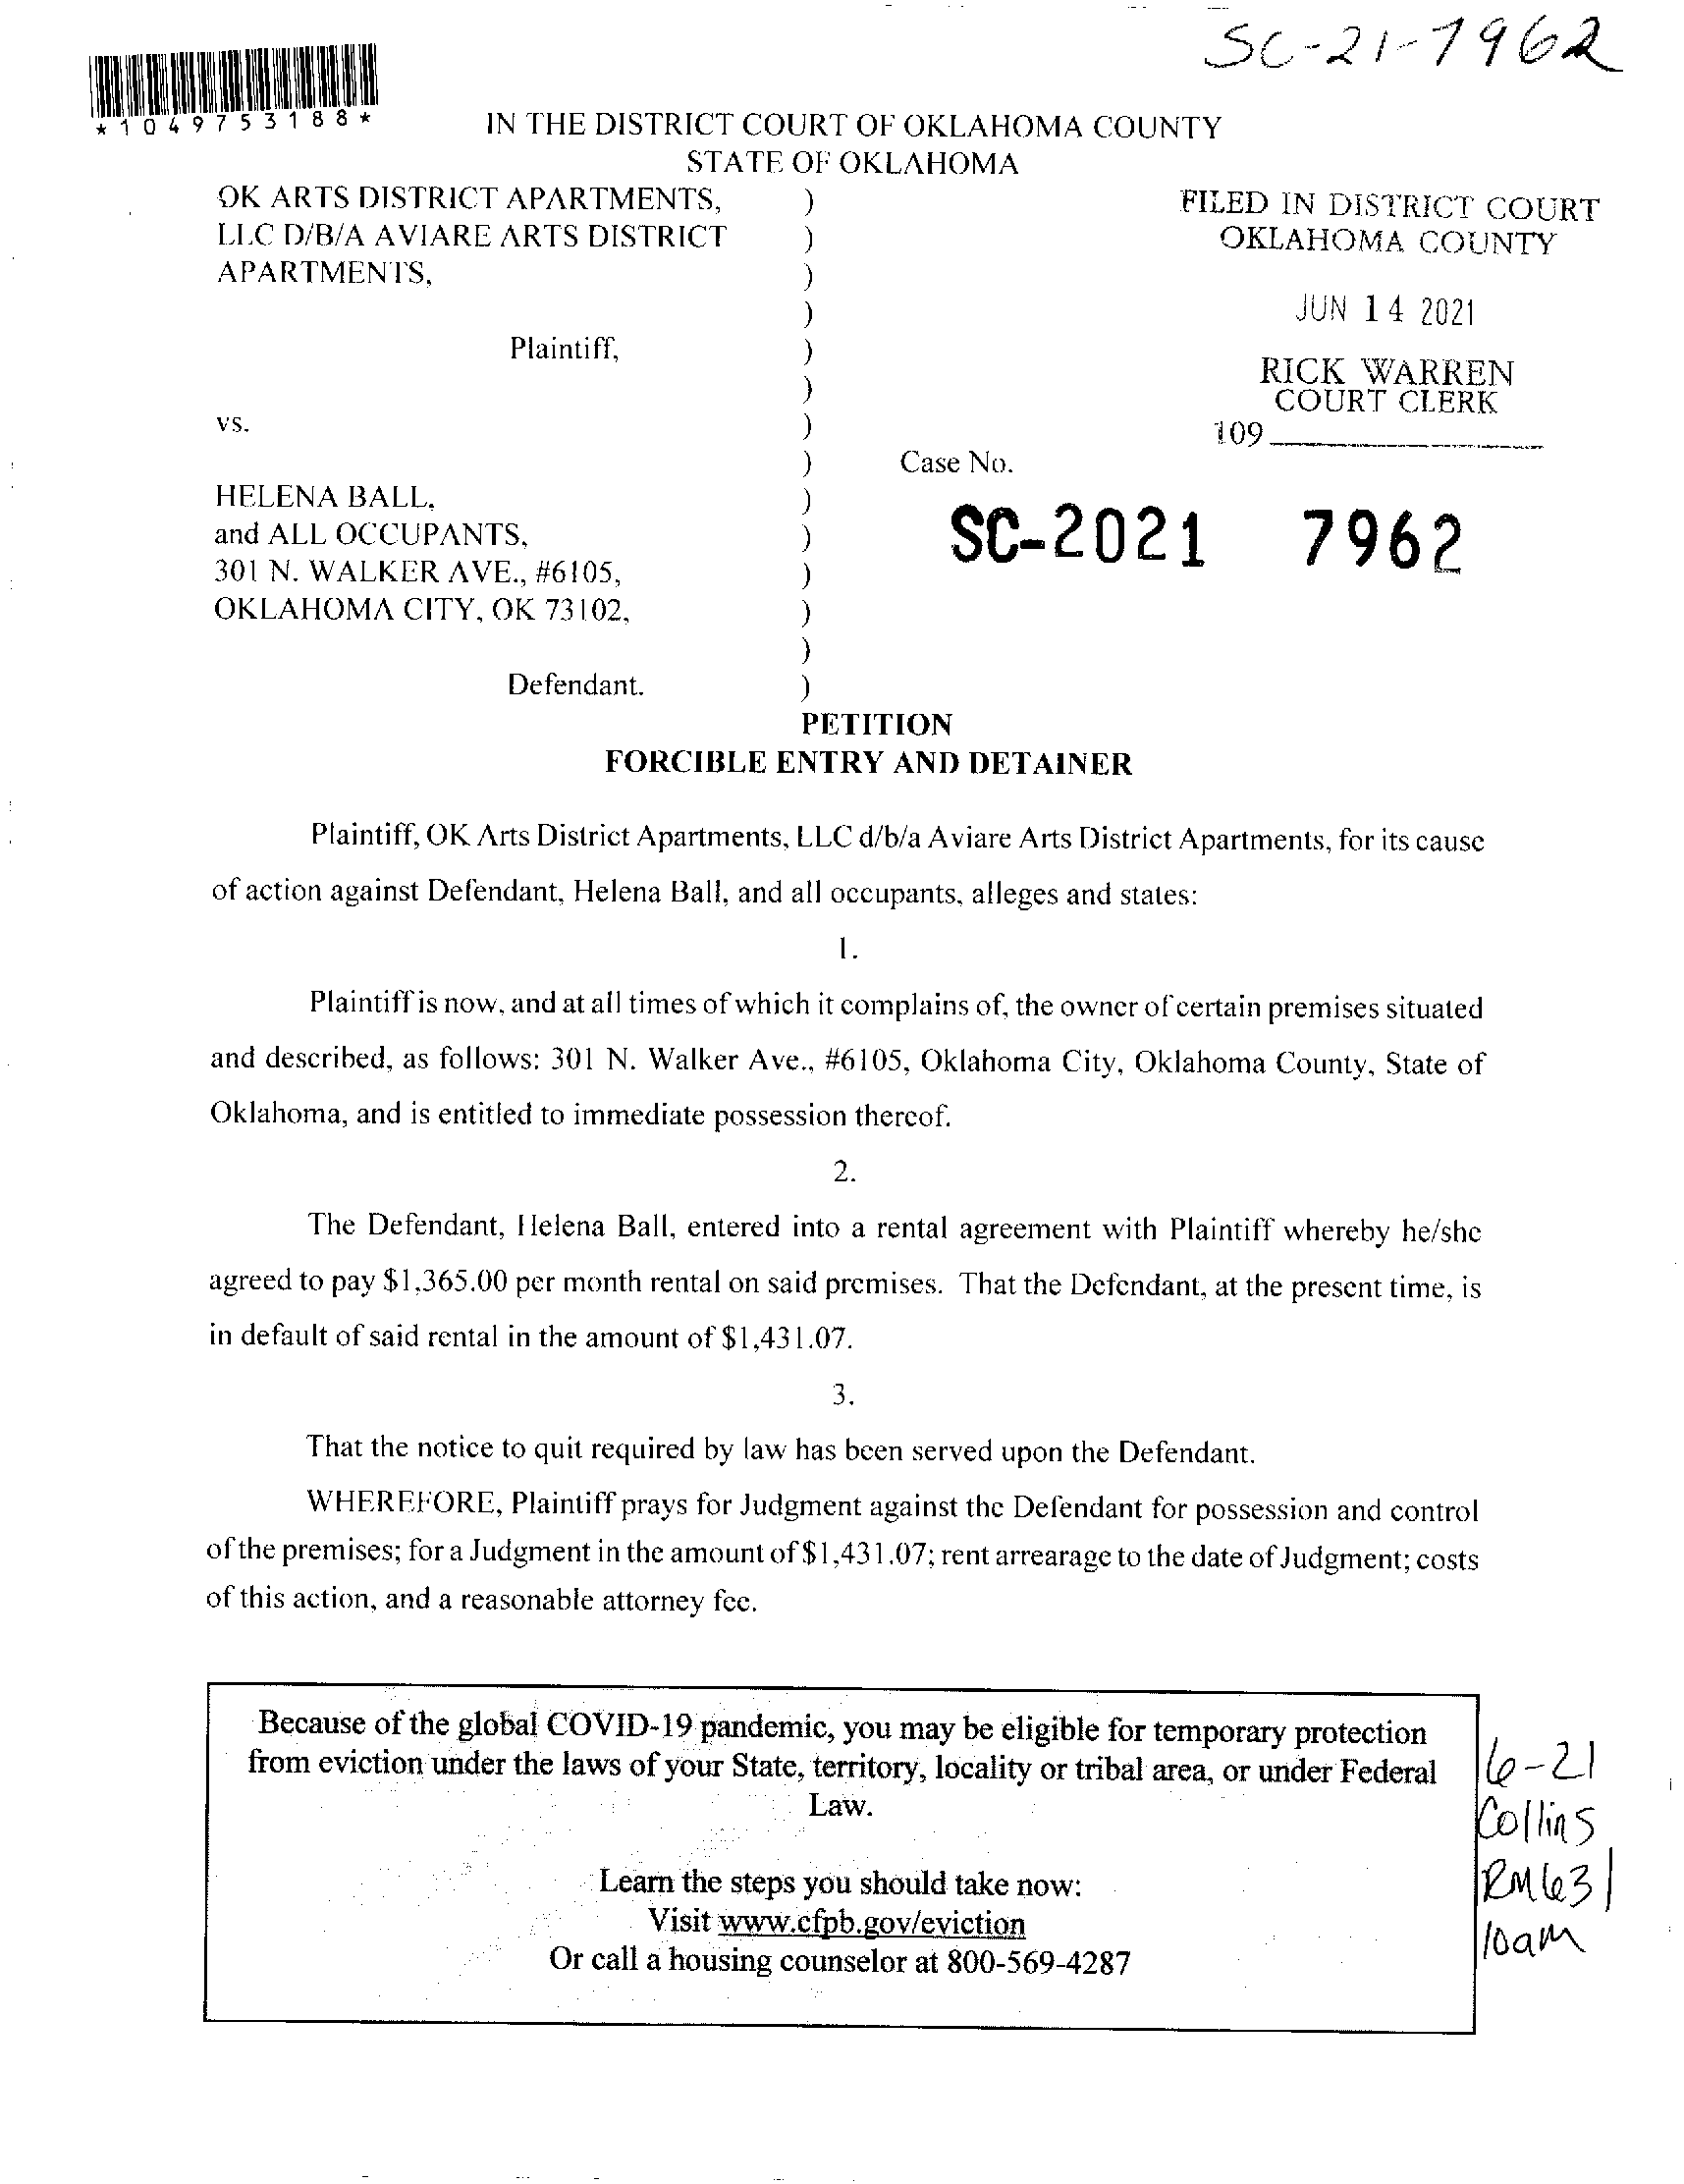 SC-21-7962
*1049753188*
IN THE DISTRICT COURT OF OKLAHOMA COUNTY
STATE OF OKLAHOMA
OK ARTS DISTRICT APARTMENTS, )
LLC D/B/A AVIARE ARTS DISTRICT )
APARTMENTS, )
)
Plaintiff, )
)
vs. )
)
HELENA BALL, )
and ALL OCCUPANTS, )
301 N. WALKER AVE., #6105, )
OKLAHOMA CITY, OK 73102, )
)
Defendant. )
FILED IN DISTRICT COURT
OKLAHOMA COUNTY
JUN 14 2021
RICK WARREN
COURT CLERK
109
Case No.
SC-2021 7962
PETITION
FORCIBLE ENTRY AND DETAINER
Plaintiff, OK Arts District Apartments, LLC d/b/a Aviare Arts District Apartments, for its cause
of action against Defendant, Helena Ball, and all occupants, alleges and states:
1.
Plaintiff is now, and at all times of which it complains of, the owner of certain premises situated
and described, as follows: 301 N. Walker Ave., #6105, Oklahoma City, Oklahoma County, State of
Oklahoma, and is entitled to immediate possession thereof.
2.
The Defendant, Helena Ball, entered into a rental agreement with Plaintiff whereby he/she
agreed to pay $1,365.00 per month rental on said premises. That the Defendant, at the present time, is
in default of said rental in the amount of $1,431.07.
3.
That the notice to quit required by law has been served upon the Defendant.
WHEREFORE, Plaintiff prays for Judgment against the Defendant for possession and control
of the premises; for a Judgment in the amount of $1,431.07; rent arrearage to the date of Judgment; costs
of this action, and a reasonable attorney fee.
Because of the global COVID-19 pandemic, you may be eligible for temporary protection
from eviction under the laws of your State, territory, locality or tribal area, or under Federal
Law.
Learn the steps you should take now:
Visit www.cfpb.gov/eviction
Or call a housing counselor at 800-569-4287
6-21
Collins
RM631
10am